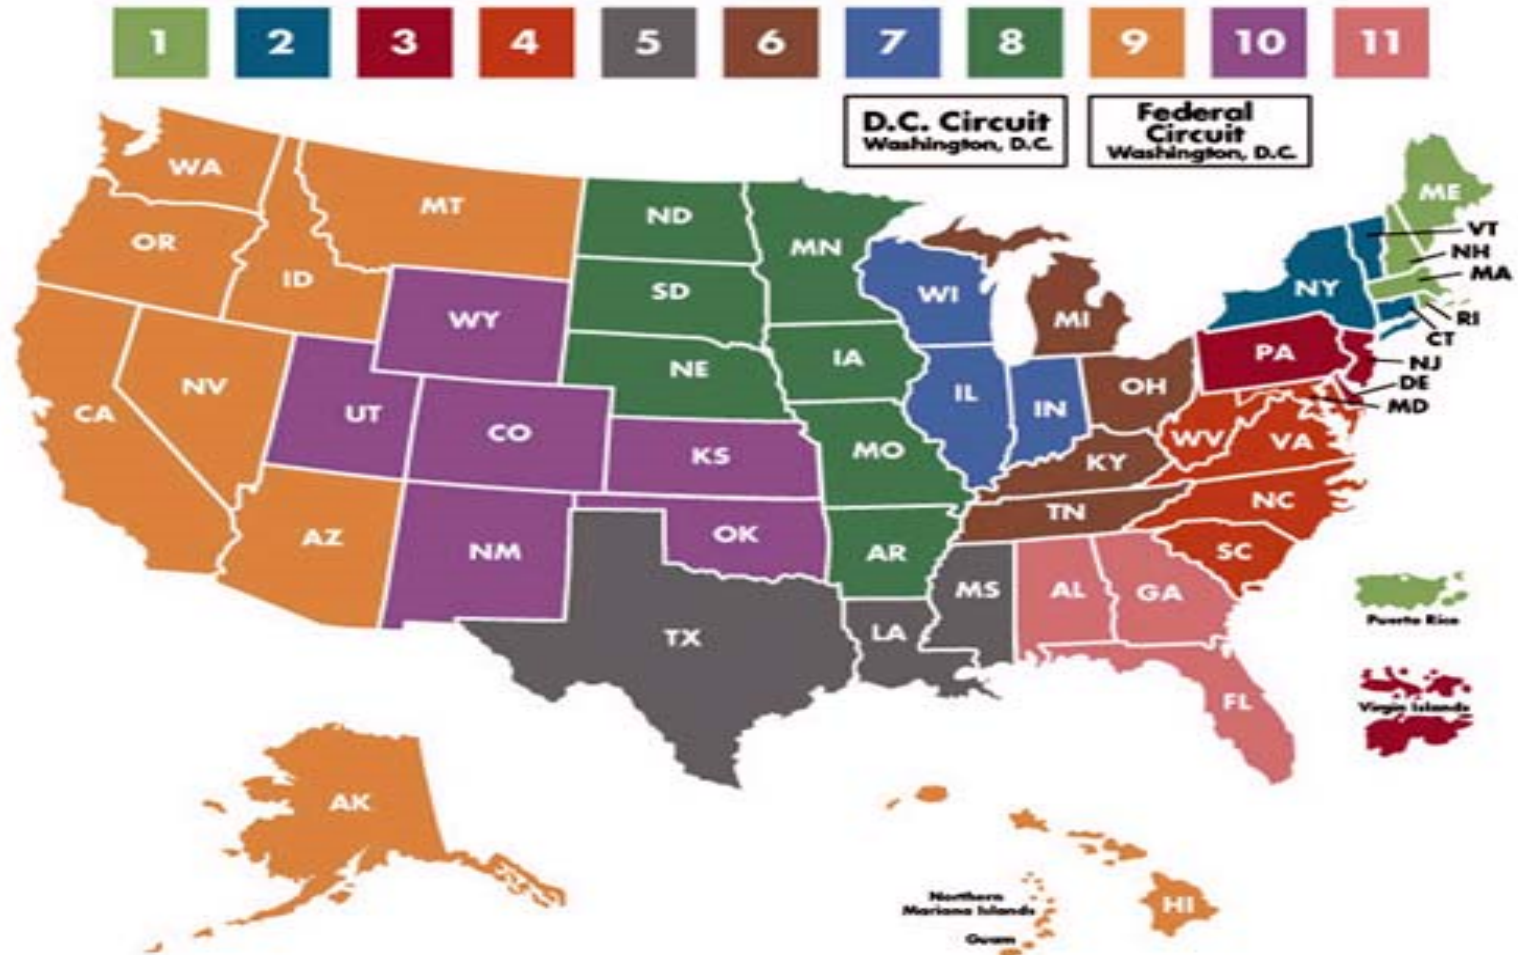 1 2 3 4 5 6 7 8 9 10 11
D.C. Circuit
Washington, D.C.
Federal
Circuit
Washington, D.C.
WA
MT
ND
MN
ME
VT
OR
ID
SD
WI
MI
NY
NH
MA
WY
RI
CT
NV
UT
NE
IA
PA
NJ
DE
MD
CA
CO
KS
MO
IL
IN
OH
WV
VA
KY
AZ
NM
OK
AR
TN
NC
SC
TX
LA
MS
AL
GA
FL
Puerto Rico
Virgin Islands
AK
HI
Northern
Mariana Islands
Guam